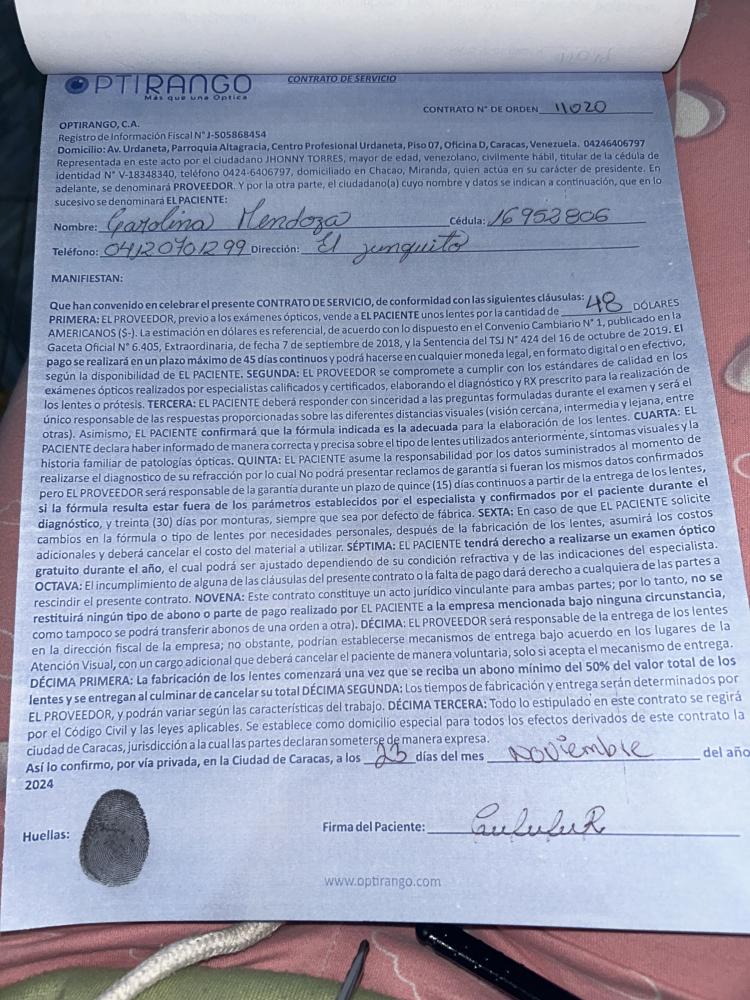 OPTIRANGO
Más que una Óptica
CONTRATO DE SERVICIO
CONTRATO N° DE ORDEN 11020
OPTIRANGO, C.A.
Registro de Información Fiscal N° J-505868454
Domicilio: Av. Urdaneta, Parroquia Altagracia, Centro Profesional Urdaneta, Piso 07, Oficina D, Caracas, Venezuela. 04246406797
Representada en este acto por el ciudadano JHONNY TORRES, mayor de edad, venezolano, civilmente hábil, titular de la cédula de
identidad N° V-18348340, teléfono 0424-6406797, domiciliado en Chacao, Miranda, quien actúa en su carácter de presidente. En
adelante, se denominará PROVEEDOR. Y por la otra parte, el ciudadano(a) cuyo nombre y datos se indican a continuación, que en lo
sucesivo se denominará EL PACIENTE:
Nombre: Carolina Mendoza Cédula: 16952806
Teléfono: 04120701299 Dirección: El junquito
MANIFIESTAN:
Que han convenido en celebrar el presente CONTRATO DE SERVICIO, de conformidad con las siguientes cláusulas:
PRIMERA: EL PROVEEDOR, previo a los exámenes ópticos, vende a EL PACIENTE unos lentes por la cantidad de 48 DÓLARES
AMERICANOS ($-). La estimación en dólares es referencial, de acuerdo con lo dispuesto en el Convenio Cambiario N° 1, publicado en la
Gaceta Oficial N° 6.405, Extraordinaria, de fecha 7 de septiembre de 2018, y la Sentencia del TSJ N° 424 del 16 de octubre de 2019. El
pago se realizará en un plazo máximo de 45 días continuos y podrá hacerse en cualquier moneda legal, en formato digital o en efectivo,
según la disponibilidad de EL PACIENTE. SEGUNDA: EL PROVEEDOR se compromete a cumplir con los estándares de calidad en los
exámenes ópticos realizados por especialistas calificados y certificados, elaborando el diagnóstico y RX prescrito para la realización de
los lentes o prótesis. TERCERA: EL PACIENTE deberá responder con sinceridad a las preguntas formuladas durante el examen y será el
único responsable de las respuestas proporcionadas sobre las diferentes distancias visuales (visión cercana, intermedia y lejana, entre
otras). Asimismo, EL PACIENTE confirmará que la fórmula indicada es la adecuada para la elaboración de los lentes. CUARTA: EL
PACIENTE declara haber informado de manera correcta y precisa sobre el tipo de lentes utilizados anteriormente, síntomas visuales y la
historia familiar de patologías ópticas. QUINTA: EL PACIENTE asume la responsabilidad por los datos suministrados al momento de
realizarse el diagnostico de su refracción por lo cual No podrá presentar reclamos de garantía si fueran los mismos datos confirmados
pero EL PROVEEDOR será responsable de la garantía durante un plazo de quince (15) días continuos a partir de la entrega de los lentes,
si la fórmula resulta estar fuera de los parámetros establecidos por el especialista y confirmados por el paciente durante el
diagnóstico, y treinta (30) días por monturas, siempre que sea por defecto de fábrica. SEXTA: En caso de que EL PACIENTE solicite
cambios en la fórmula o tipo de lentes por necesidades personales, después de la fabricación de los lentes, asumirá los costos
adicionales y deberá cancelar el costo del material a utilizar. SÉPTIMA: EL PACIENTE tendrá derecho a realizarse un examen óptico
gratuito durante el año, el cual podrá ser ajustado dependiendo de su condición refractiva y de las indicaciones del especialista.
OCTAVA: El incumplimiento de alguna de las cláusulas del presente contrato o la falta de pago dará derecho a cualquiera de las partes a
rescindir el presente contrato. NOVENA: Este contrato constituye un acto jurídico vinculante para ambas partes; por lo tanto, no se
restituirá ningún tipo de abono o parte de pago realizado por EL PACIENTE a la empresa mencionada bajo ninguna circunstancia,
como tampoco se podrá transferir abonos de una orden a otra). DÉCIMA: EL PROVEEDOR será responsable de la entrega de los lentes
en la dirección fiscal de la empresa; no obstante, podrían establecerse mecanismos de entrega bajo acuerdo en los lugares de la
Atención Visual, con un cargo adicional que deberá cancelar el paciente de manera voluntaria, solo si acepta el mecanismo de entrega.
DÉCIMA PRIMERA: La fabricación de los lentes comenzará una vez que se reciba un abono mínimo del 50% del valor total de los
lentes y se entregan al culminar de cancelar su total DÉCIMA SEGUNDA: Los tiempos de fabricación y entrega serán determinados por
EL PROVEEDOR, y podrán variar según las características del trabajo. DÉCIMA TERCERA: Todo lo estipulado en este contrato se regirá
por el Código Civil y las leyes aplicables. Se establece como domicilio especial para todos los efectos derivados de este contrato la
ciudad de Caracas, jurisdicción a la cual las partes declaran someterse de manera expresa.
Así lo confirmo, por vía privada, en la Ciudad de Caracas, a los 23 días del mes noviembre del año
2024
Huellas:
Firma del Paciente:
www.optirango.com